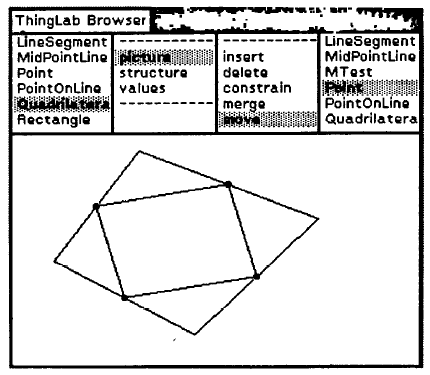 ThingLab Browser
LineSegment
MidPointLine
Point
PointOnLine
Quadrilatera
Rectangle
picture
structure
values
insert
delete
constrain
merge
move
LineSegment
MidPointLine
MTest
Point
PointOnLine
Quadrilatera